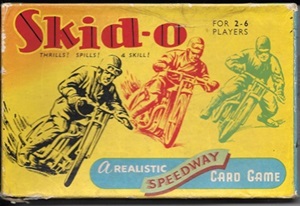 Skid-o
FOR 2-6
PLAYERS
THRILLS! SPILLS! & SKILL!
A REALISTIC
SPEEDWAY
CARD GAME